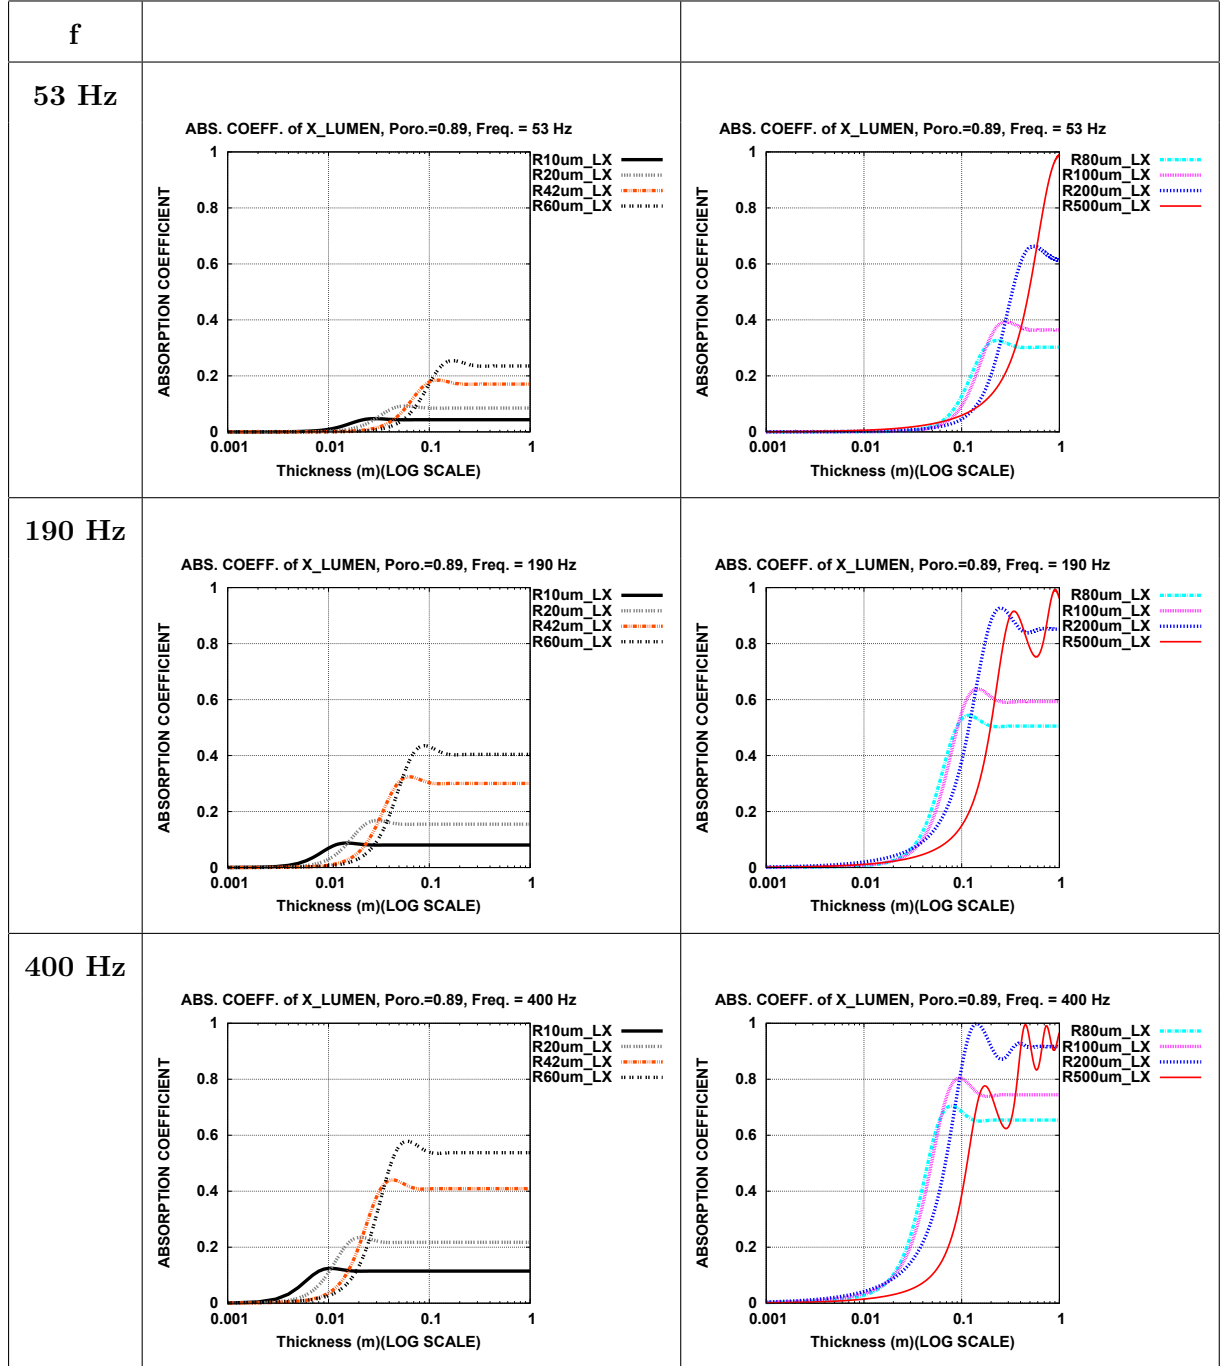 f
53 Hz
ABS. COEFF. of X_LUMEN, Poro.=0.89, Freq. = 53 Hz
ABSORPTION COEFFICIENT
1
0.8
0.6
0.4
0.2
0
0.001 0.01 0.1 1
Thickness (m)(LOG SCALE)
R10um_LX
R20um_LX
R42um_LX
R60um_LX
ABS. COEFF. of X_LUMEN, Poro.=0.89, Freq. = 53 Hz
ABSORPTION COEFFICIENT
1
0.8
0.6
0.4
0.2
0
0.001 0.01 0.1 1
Thickness (m)(LOG SCALE)
R80um_LX
R100um_LX
R200um_LX
R500um_LX
190 Hz
ABS. COEFF. of X_LUMEN, Poro.=0.89, Freq. = 190 Hz
ABSORPTION COEFFICIENT
1
0.8
0.6
0.4
0.2
0
0.001 0.01 0.1 1
Thickness (m)(LOG SCALE)
R10um_LX
R20um_LX
R42um_LX
R60um_LX
ABS. COEFF. of X_LUMEN, Poro.=0.89, Freq. = 190 Hz
ABSORPTION COEFFICIENT
1
0.8
0.6
0.4
0.2
0
0.001 0.01 0.1 1
Thickness (m)(LOG SCALE)
R80um_LX
R100um_LX
R200um_LX
R500um_LX
400 Hz
ABS. COEFF. of X_LUMEN, Poro.=0.89, Freq. = 400 Hz
ABSORPTION COEFFICIENT
1
0.8
0.6
0.4
0.2
0
0.001 0.01 0.1 1
Thickness (m)(LOG SCALE)
R10um_LX
R20um_LX
R42um_LX
R60um_LX
ABS. COEFF. of X_LUMEN, Poro.=0.89, Freq. = 400 Hz
ABSORPTION COEFFICIENT
1
0.8
0.6
0.4
0.2
0
0.001 0.01 0.1 1
Thickness (m)(LOG SCALE)
R80um_LX
R100um_LX
R200um_LX
R500um_LX